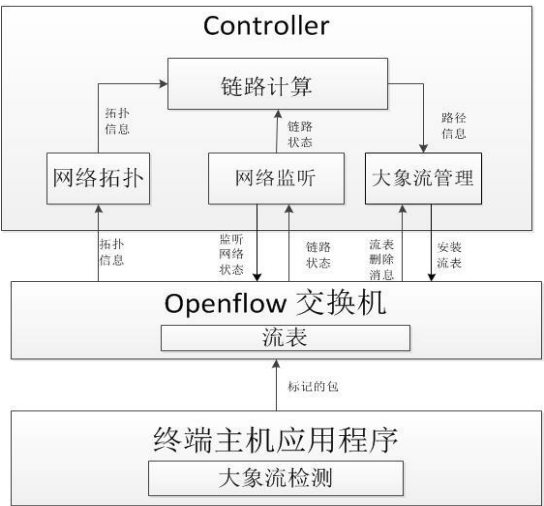 Controller
链路计算
拓扑
信息
链路
状态
路径
信息
网络拓扑
网络监听
大象流管理
拓扑
信息
监听
网络
状态
链路
状态
流表
删除
消息
安装
流表
Openflow 交换机
流表
标记的包
终端主机应用程序
大象流检测